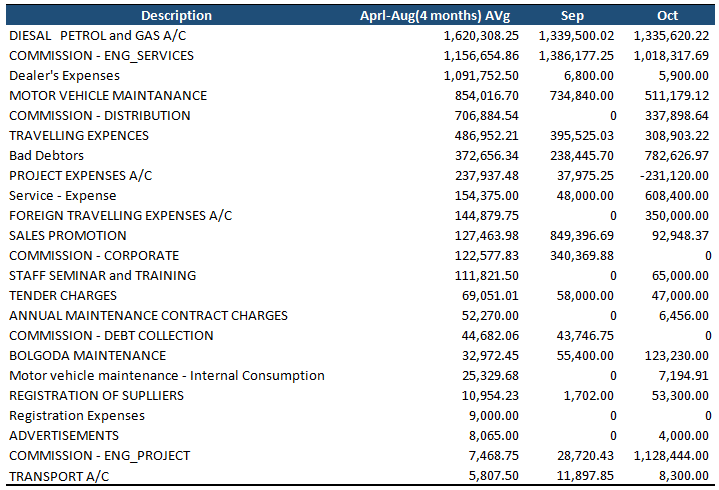 Description Aprl-Aug(4 months) AVg Sep Oct
DIESAL PETROL and GAS A/C 1,620,308.25 1,339,500.02 1,335,620.22
COMMISSION - ENG_SERVICES 1,156,654.86 1,386,177.25 1,018,317.69
Dealer's Expenses 1,091,752.50 6,800.00 5,900.00
MOTOR VEHICLE MAINTANANCE 854,016.70 734,840.00 511,179.12
COMMISSION - DISTRIBUTION 706,884.54 0 337,898.64
TRAVELLING EXPENCES 486,952.21 395,525.03 308,903.22
Bad Debtors 372,656.34 238,445.70 782,626.97
PROJECT EXPENSES A/C 237,937.48 37,975.25 -231,120.00
Service - Expense 154,375.00 48,000.00 608,400.00
FOREIGN TRAVELLING EXPENSES A/C 144,879.75 0 350,000.00
SALES PROMOTION 127,463.98 849,396.69 92,948.37
COMMISSION - CORPORATE 122,577.83 340,369.88 0
STAFF SEMINAR and TRAINING 111,821.50 0 65,000.00
TENDER CHARGES 69,051.01 58,000.00 47,000.00
ANNUAL MAINTENANCE CONTRACT CHARGES 52,270.00 0 6,456.00
COMMISSION - DEBT COLLECTION 44,682.06 43,746.75 0
BOLGODA MAINTENANCE 32,972.45 55,400.00 123,230.00
Motor vehicle maintenance - Internal Consumption 25,329.68 0 7,194.91
REGISTRATION OF SUPLLIERS 10,954.23 1,702.00 53,300.00
Registration Expenses 9,000.00 0 0
ADVERTISEMENTS 8,065.00 0 4,000.00
COMMISSION - ENG_PROJECT 7,468.75 28,720.43 1,128,444.00
TRANSPORT A/C 5,807.50 11,897.85 8,300.00